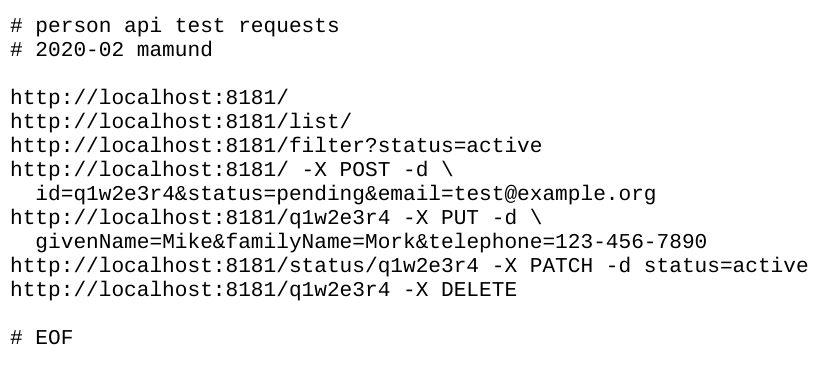 # person api test requests
# 2020-02 mamund

http://localhost:8181/
http://localhost:8181/list/
http://localhost:8181/filter?status=active
http://localhost:8181/ -X POST -d \
  id=q1w2e3r4&status=pending&email=test@example.org
http://localhost:8181/q1w2e3r4 -X PUT -d \
  givenName=Mike&familyName=Mork&telephone=123-456-7890
http://localhost:8181/status/q1w2e3r4 -X PATCH -d status=active
http://localhost:8181/q1w2e3r4 -X DELETE

# EOF